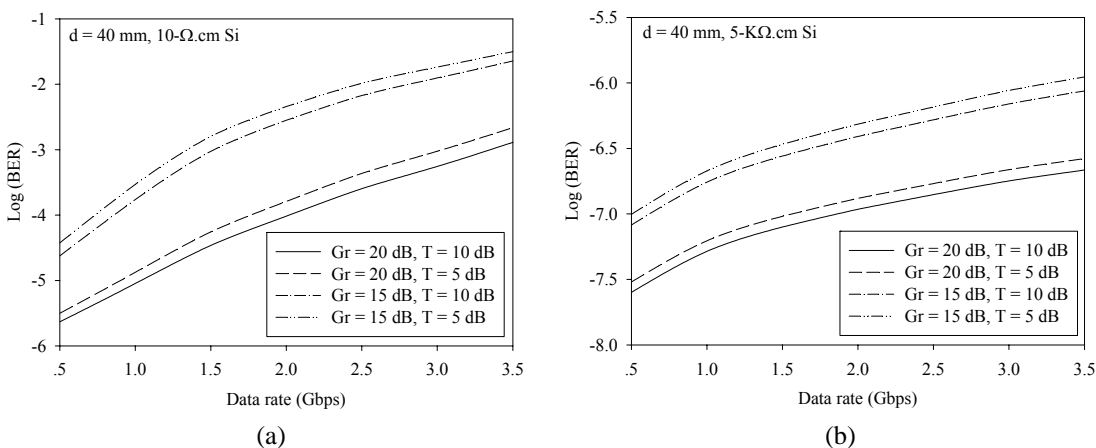 d = 40 mm, 10-Ω.cm Si
Log (BER)
-1
-2
-3
-4
-5
-6
Gr = 20 dB, T = 10 dB
Gr = 20 dB, T = 5 dB
Gr = 15 dB, T = 10 dB
Gr = 15 dB, T = 5 dB
.5 1.0 1.5 2.0 2.5 3.0 3.5
Data rate (Gbps)
(a)
d = 40 mm, 5-KΩ.cm Si
Log (BER)
-5.5
-6.0
-6.5
-7.0
-7.5
-8.0
Gr = 20 dB, T = 10 dB
Gr = 20 dB, T = 5 dB
Gr = 15 dB, T = 10 dB
Gr = 15 dB, T = 5 dB
.5 1.0 1.5 2.0 2.5 3.0 3.5
Data rate (Gbps)
(b)